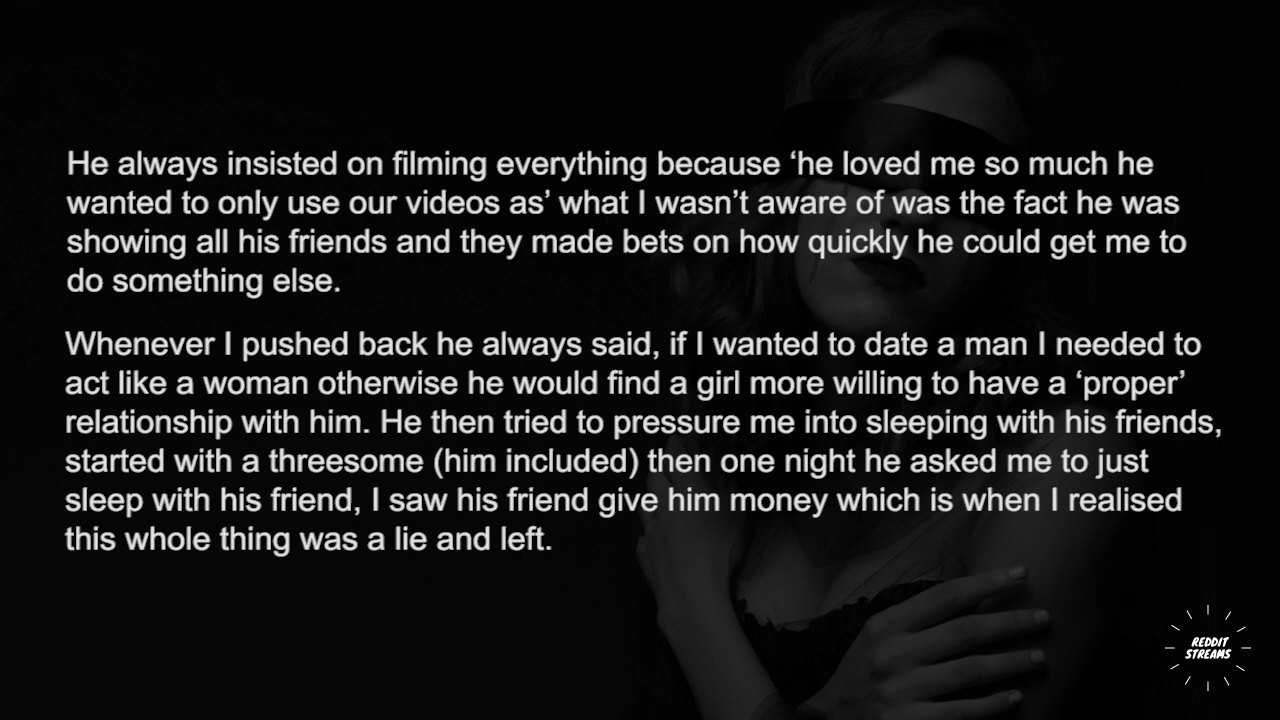 He always insisted on filming everything because ‘he loved me so much he
wanted to only use our videos as’ what I wasn’t aware of was the fact he was
showing all his friends and they made bets on how quickly he could get me to
do something else.
Whenever I pushed back he always said, if I wanted to date a man I needed to
act like a woman otherwise he would find a girl more willing to have a ‘proper’
relationship with him. He then tried to pressure me into sleeping with his friends,
started with a threesome (him included) then one night he asked me to just
sleep with his friend, I saw his friend give him money which is when I realised
this whole thing was a lie and left.
REDDIT
STREAMS